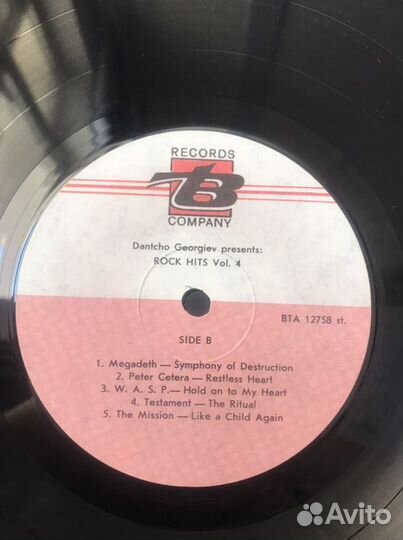 RECORDS
B
COMPANY
Dantcho Georgiev presents:
ROCK HITS Vol. 4
BTA 12758 st.
SIDE B
1. Megadeth — Symphony of Destruction
2. Peter Cetera — Restless Heart
3. W. A. S. P. — Hold on to My Heart
4. Testament — The Ritual
5. The Mission — Like a Child Again
Avito